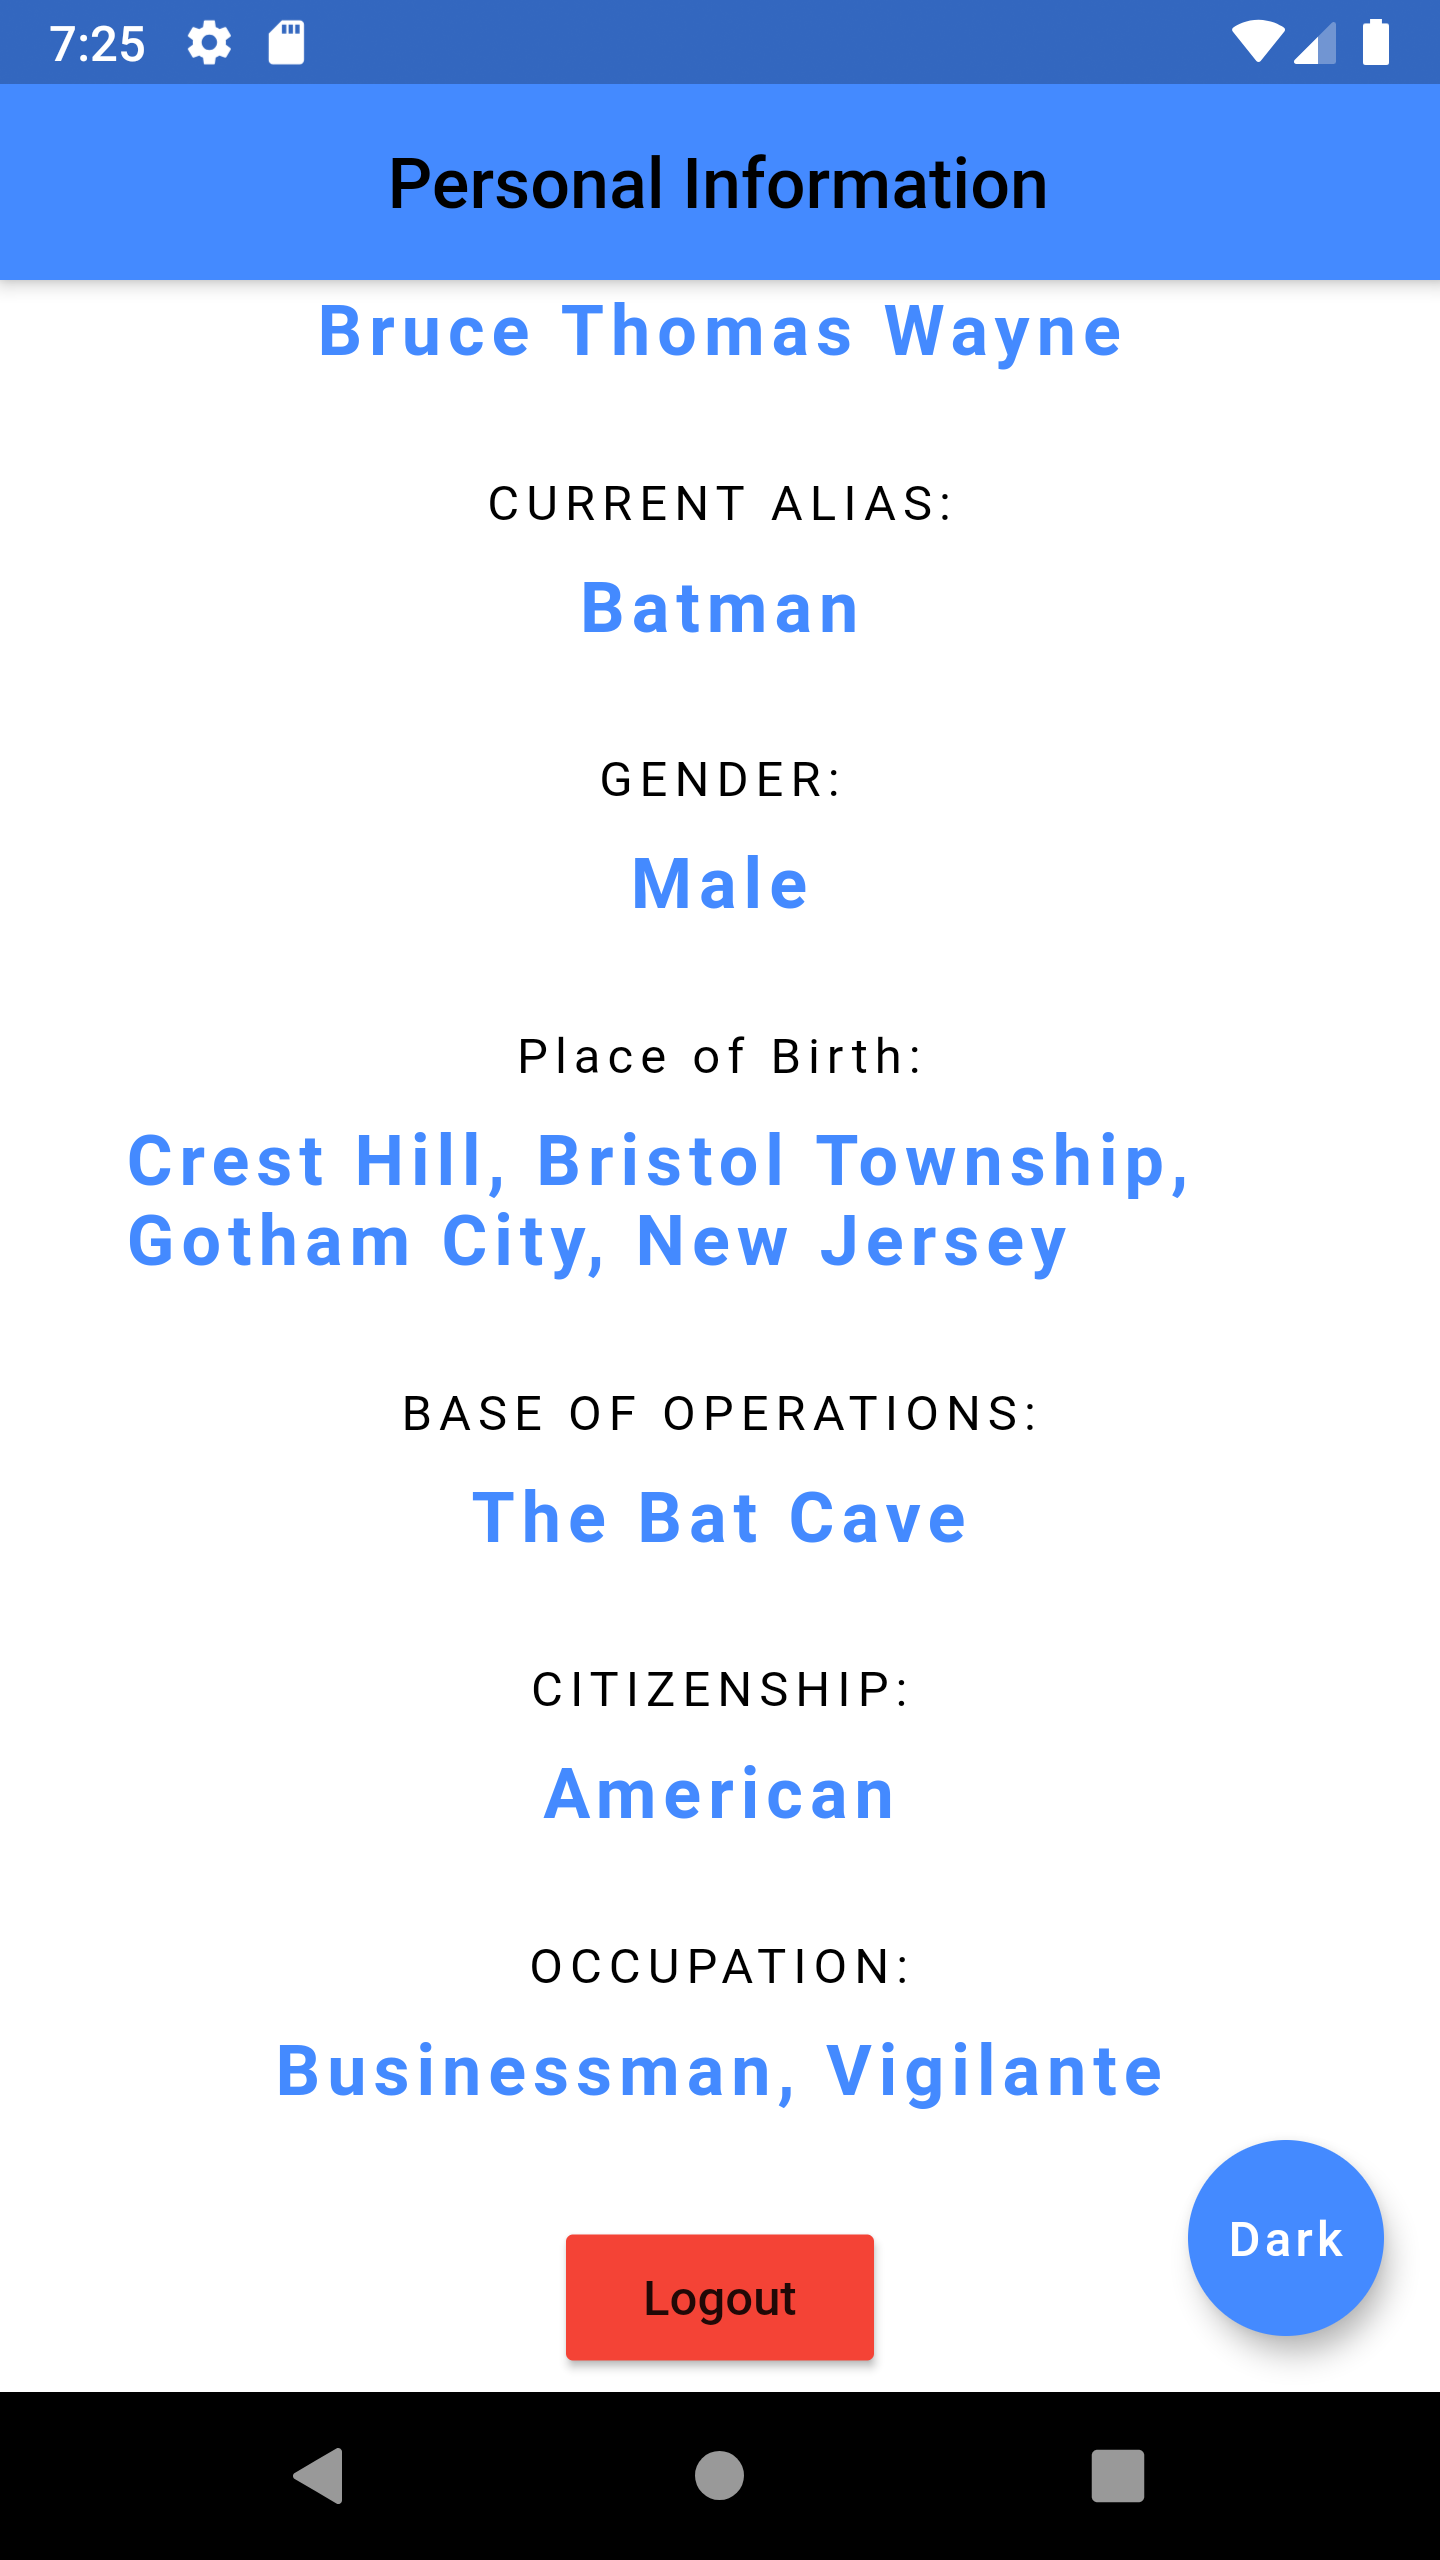 7:25
Personal Information
Bruce Thomas Wayne
CURRENT ALIAS:
Batman
GENDER:
Male
Place of Birth:
Crest Hill, Bristol Township,
Gotham City, New Jersey
BASE OF OPERATIONS:
The Bat Cave
CITIZENSHIP:
American
OCCUPATION:
Businessman, Vigilante
Dark
Logout